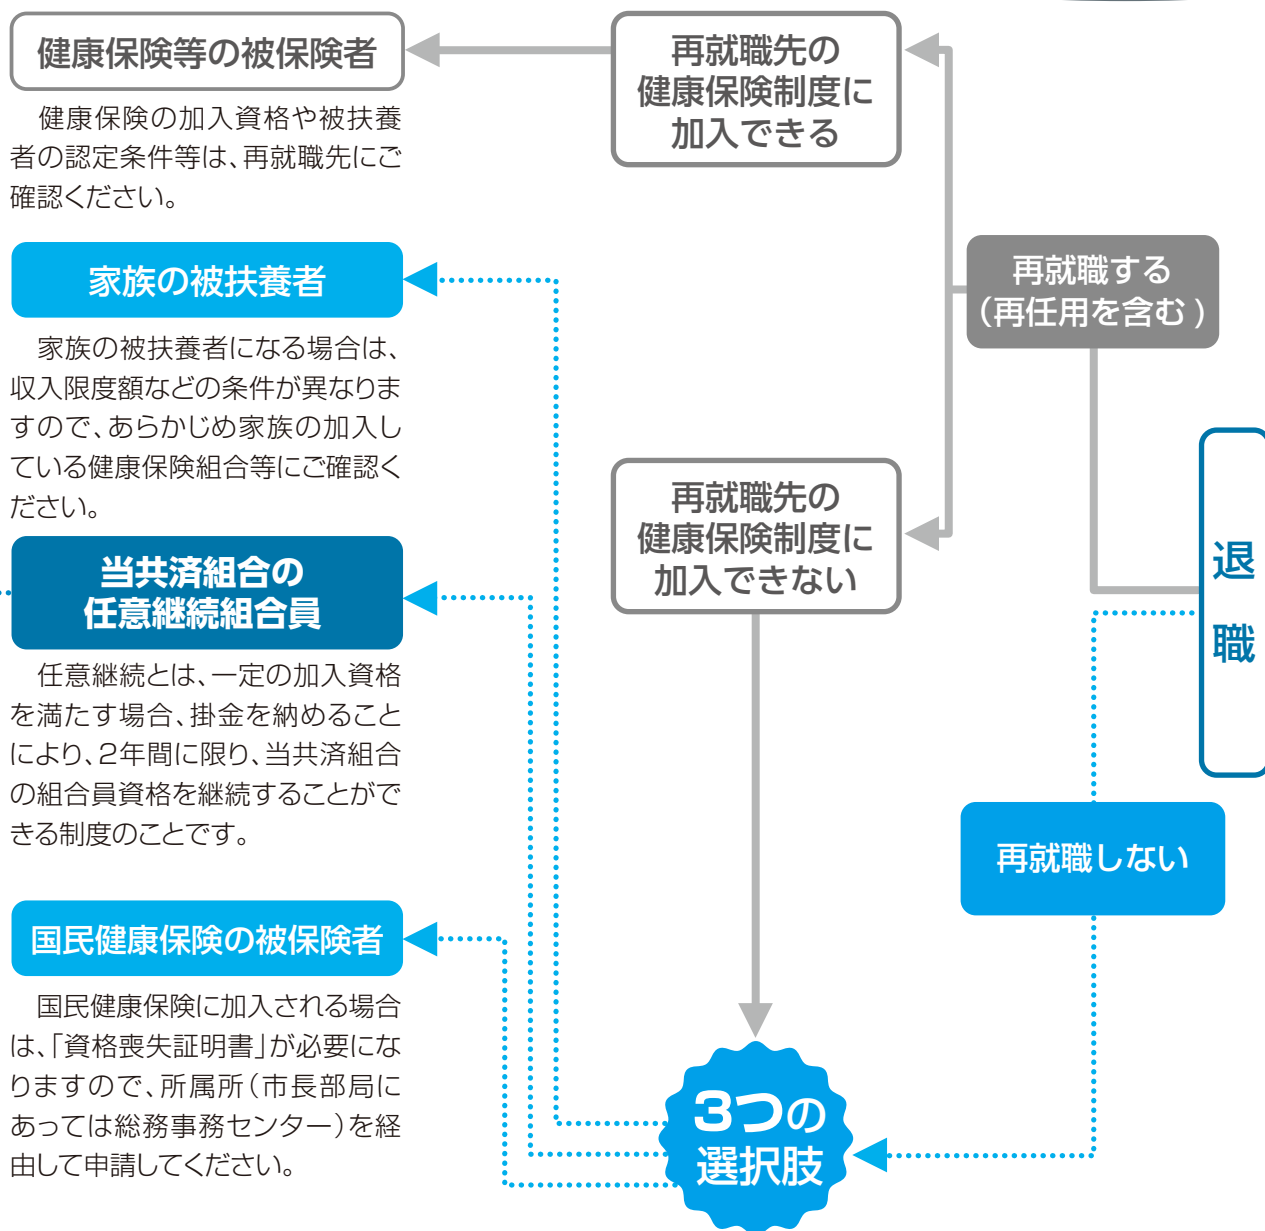 健康保険等の被保険者
健康保険の加入資格や被扶養
者の認定条件等は、再就職先にご
確認ください。
家族の被扶養者
家族の被扶養者になる場合は、
収入限度額などの条件が異なりま
すので、あらかじめ家族の加入し
ている健康保険組合等にご確認く
ださい。
当共済組合の
任意継続組合員
任意継続とは、一定の加入資格
を満たす場合、掛金を納めること
により、2年間に限り、当共済組合
の組合員資格を継続することがで
きる制度のことです。
国民健康保険の被保険者
国民健康保険に加入される場合
は、「資格喪失証明書」が必要にな
りますので、所属所（市長部局に
あっては総務事務センター）を経
由して申請してください。
再就職先の
健康保険制度に
加入できる
再就職先の
健康保険制度に
加入できない
3つの
選択肢
再就職する
（再任用を含む）
退職
再就職しない